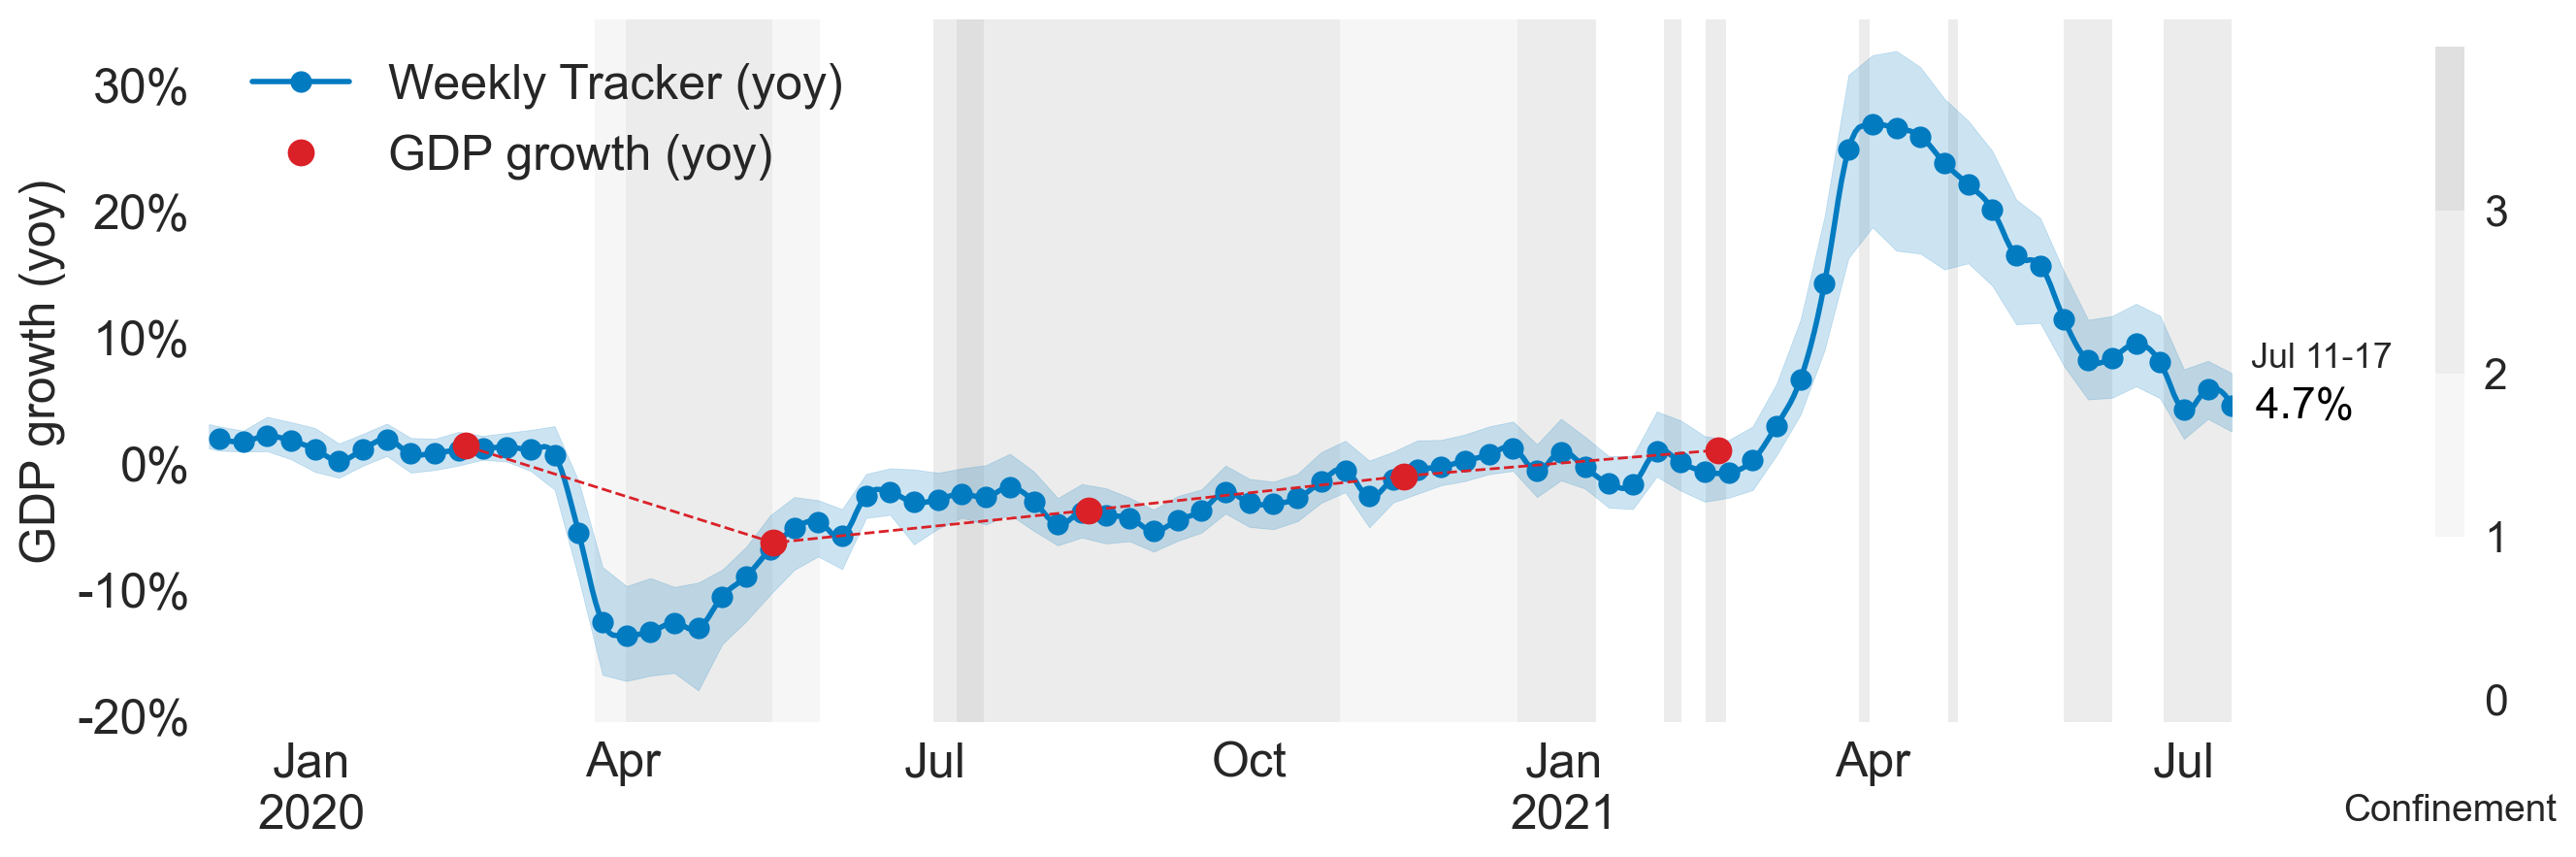 Weekly Tracker (yoy)
GDP growth (yoy)
GDP growth (yoy)
30%
20%
10%
0%
-10%
-20%
Jan
2020
Apr
Jul
Oct
Jan
2021
Apr
Jul
Jul 11-17
4.7%
3
2
1
0
Confinement